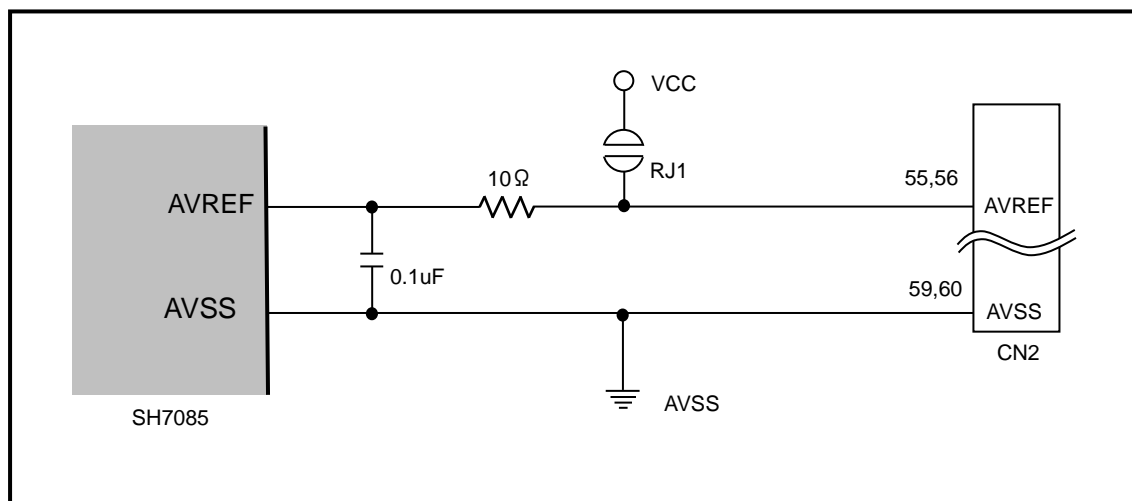 VCC
RJ1
10Ω
55,56
AVREF
AVREF
0.1uF
59,60
AVSS
AVSS
CN2
AVSS
SH7085